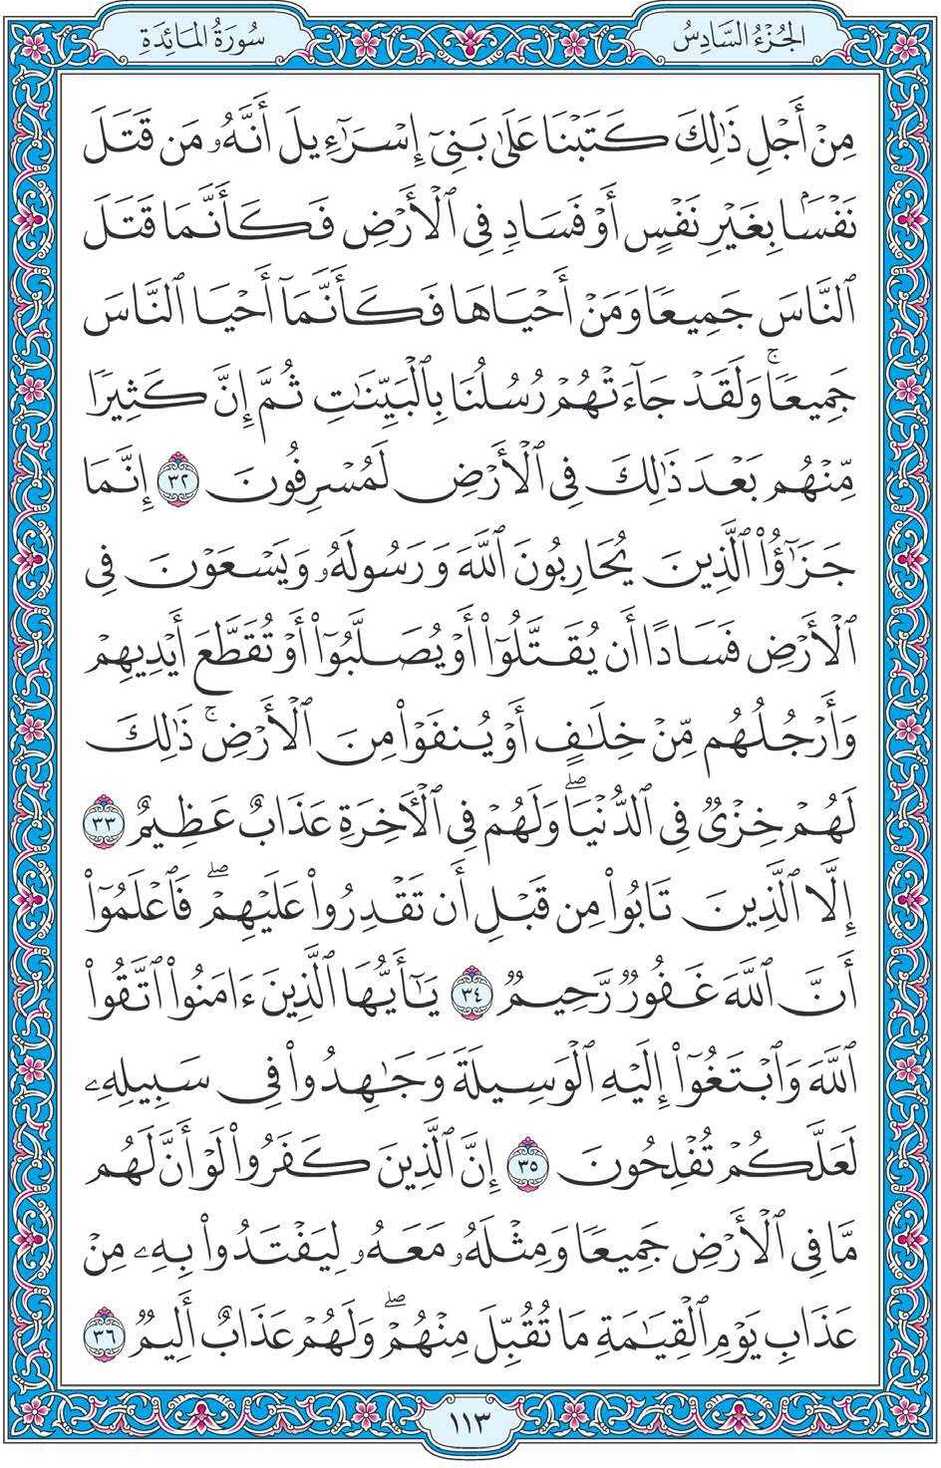 الجُزْءُ السَّادِسُ
سُورَةُ المَائِدَةِ
مِنْ أَجْلِ ذَٰلِكَ كَتَبْنَا عَلَىٰ بَنِىٓ إِسْرَٰٓءِيلَ أَنَّهُۥ مَن قَتَلَ
نَفْسًۢا بِغَيْرِ نَفْسٍ أَوْ فَسَادٍ فِى ٱلْأَرْضِ فَكَأَنَّمَا قَتَلَ
ٱلنَّاسَ جَمِيعًا وَمَنْ أَحْيَاهَا فَكَأَنَّمَآ أَحْيَا ٱلنَّاسَ
جَمِيعًاۚ وَلَقَدْ جَآءَتْهُمْ رُسُلُنَا بِٱلْبَيِّنَٰتِ ثُمَّ إِنَّ كَثِيرًا
مِّنْهُم بَعْدَ ذَٰلِكَ فِى ٱلْأَرْضِ لَمُسْرِفُونَ ٣٢ إِنَّمَا
جَزَٰٓؤُا۟ ٱلَّذِينَ يُحَارِبُونَ ٱللَّهَ وَرَسُولَهُۥ وَيَسْعَوْنَ فِى
ٱلْأَرْضِ فَسَادًا أَن يُقَتَّلُوٓا۟ أَوْ يُصَلَّبُوٓا۟ أَوْ تُقَطَّعَ أَيْدِيهِمْ
وَأَرْجُلُهُم مِّنْ خِلَٰفٍ أَوْ يُنفَوْا۟ مِنَ ٱلْأَرْضِۚ ذَٰلِكَ
لَهُمْ خِزْىٌ فِى ٱلدُّنْيَاۖ وَلَهُمْ فِى ٱلْـَٔاخِرَةِ عَذَابٌ عَظِيمٌ ٣٣
إِلَّا ٱلَّذِينَ تَابُوا۟ مِن قَبْلِ أَن تَقْدِرُوا۟ عَلَيْهِمْۖ فَٱعْلَمُوٓا۟
أَنَّ ٱللَّهَ غَفُورٌ رَّحِيمٌ ٣٤ يَٰٓأَيُّهَا ٱلَّذِينَ ءَامَنُوا۟ ٱتَّقُوا۟
ٱللَّهَ وَٱبْتَغُوٓا۟ إِلَيْهِ ٱلْوَسِيلَةَ وَجَٰهِدُوا۟ فِى سَبِيلِهِۦ
لَعَلَّكُمْ تُفْلِحُونَ ٣٥ إِنَّ ٱلَّذِينَ كَفَرُوا۟ لَوْ أَنَّ لَهُم
مَّا فِى ٱلْأَرْضِ جَمِيعًا وَمِثْلَهُۥ مَعَهُۥ لِيَفْتَدُوا۟ بِهِۦ مِنْ
عَذَابِ يَوْمِ ٱلْقِيَٰمَةِ مَا تُقُبِّلَ مِنْهُمْۖ وَلَهُمْ عَذَابٌ أَلِيمٌ ٣٦
١١٣